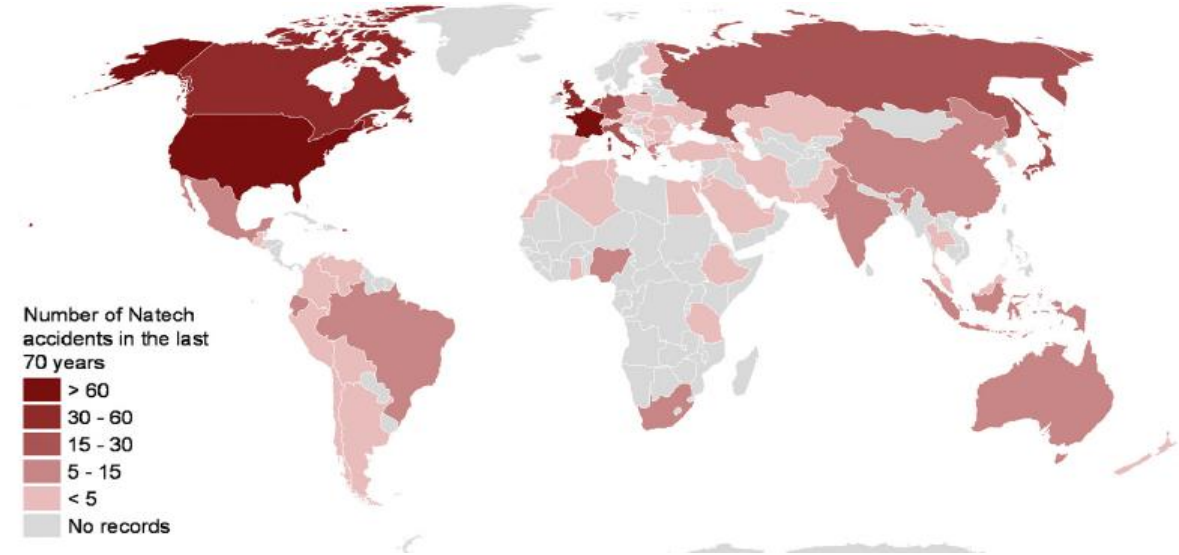 Number of Natech
accidents in the last
70 years
> 60
30 - 60
15 - 30
5 - 15
< 5
No records